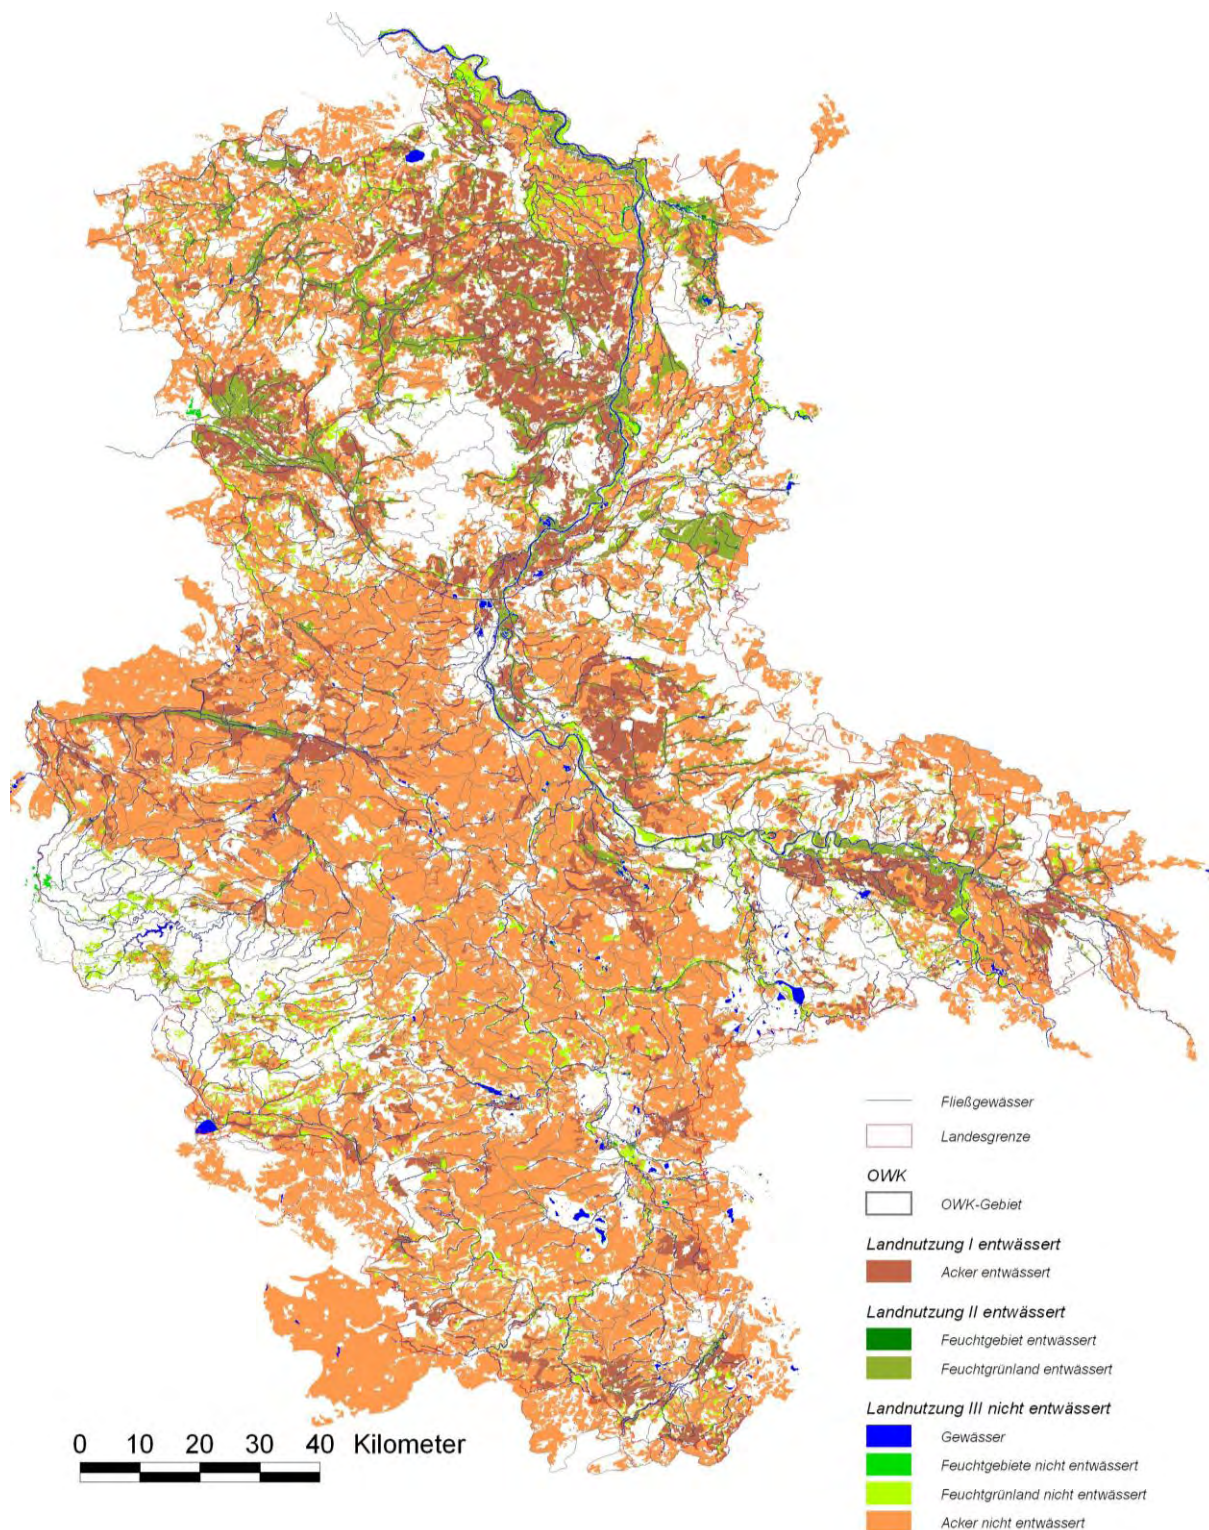 Fließgewässer
Landesgrenze
OWK
OWK-Gebiet
Landnutzung I entwässert
Acker entwässert
Landnutzung II entwässert
Feuchtgebiet entwässert
Feuchtgrünland entwässert
Landnutzung III nicht entwässert
Gewässer
Feuchtgebiete nicht entwässert
Feuchtgrünland nicht entwässert
Acker nicht entwässert
0 10 20 30 40 Kilometer